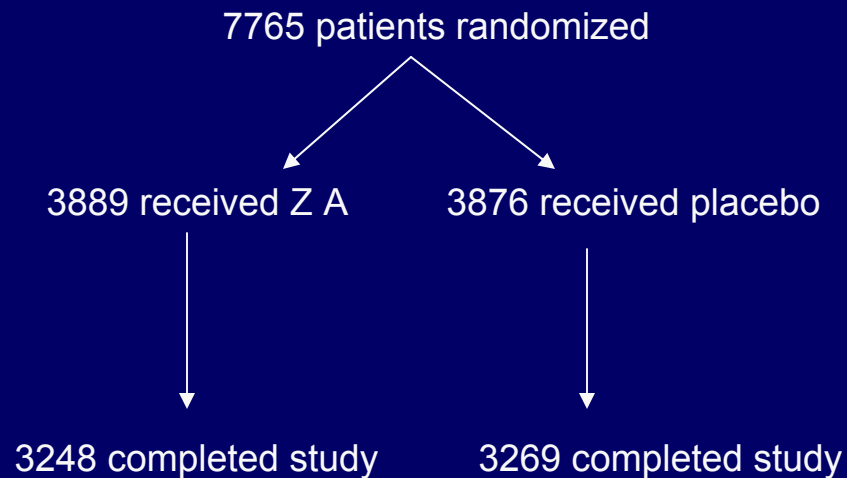 7765 patients randomized
3889 received Z A
3876 received placebo
3248 completed study
3269 completed study